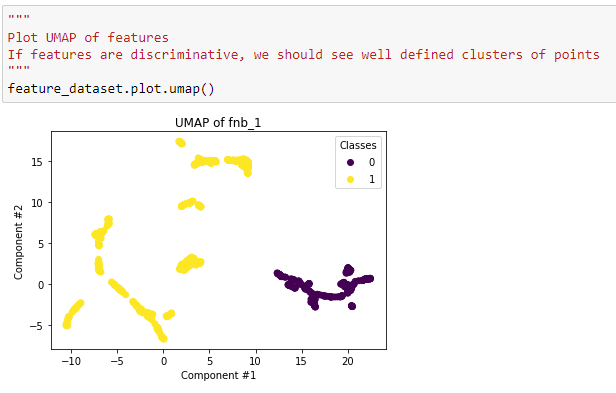 """
Plot UMAP of features
If features are discriminative, we should see well defined clusters of points
"""
feature_dataset.plot.umap()
UMAP of fnb_1
Classes
0
1
Component #2
15
10
5
0
−5
−10
−5
0
5
10
15
20
Component #1